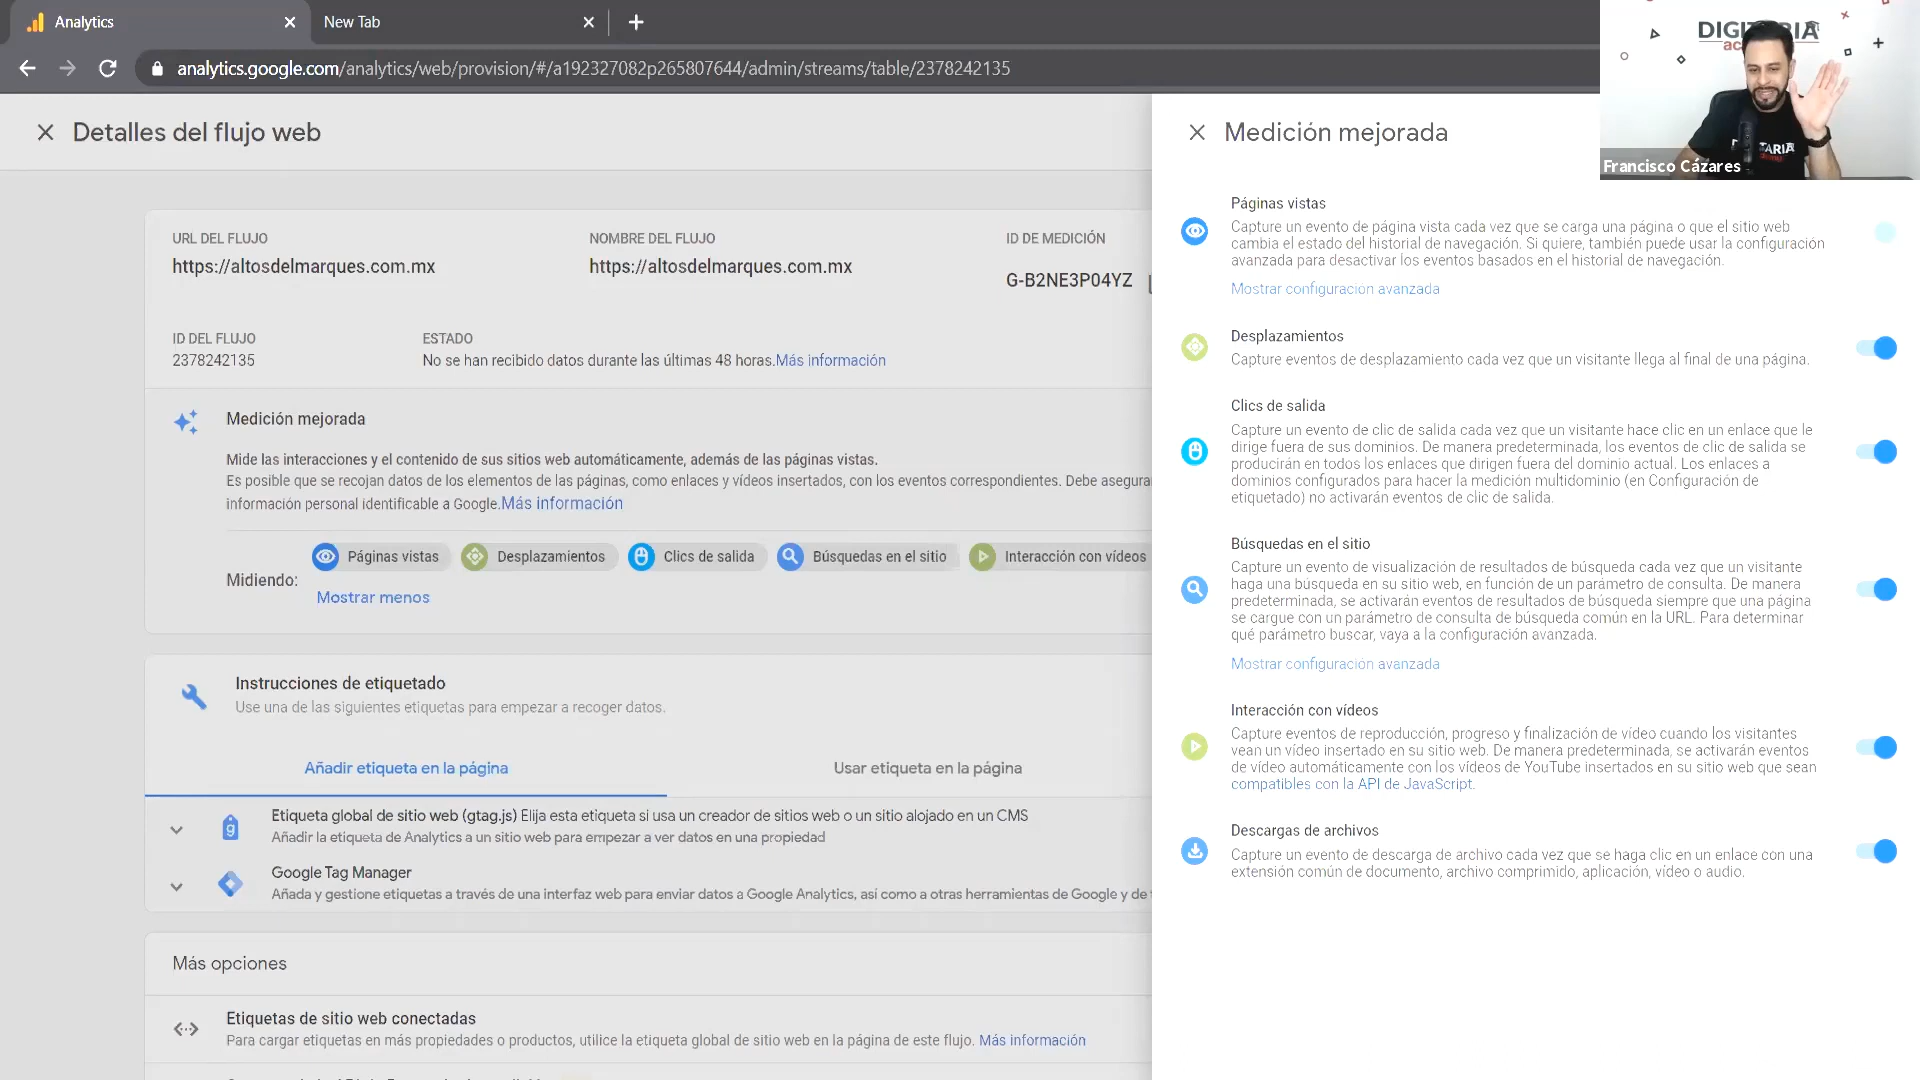 Analytics
New Tab
analytics.google.com/analytics/web/provision/#/a192327082p265807644/admin/streams/table/2378242135
Francisco Cázares
Detalles del flujo web
URL DEL FLUJO
https://altosdelmarques.com.mx
NOMBRE DEL FLUJO
https://altosdelmarques.com.mx
ID DE MEDICIÓN
G-B2NE3P04YZ
ID DEL FLUJO
2378242135
ESTADO
No se han recibido datos durante las últimas 48 horas.Más información
Medición mejorada
Mide las interacciones y el contenido de sus sitios web automáticamente, además de las páginas vistas.
Es posible que se recojan datos de los elementos de las páginas, como enlaces y vídeos insertados, con los eventos correspondientes. Debe asegura
información personal identificable a Google.Más información
Midiendo:
Páginas vistas
Desplazamientos
Clics de salida
Búsquedas en el sitio
Interacción con vídeos
Mostrar menos
Instrucciones de etiquetado
Use una de las siguientes etiquetas para empezar a recoger datos.
Añadir etiqueta en la página
Usar etiqueta en la página
Etiqueta global de sitio web (gtag.js) Elija esta etiqueta si usa un creador de sitios web o un sitio alojado en un CMS
Añadir la etiqueta de Analytics a un sitio web para empezar a ver datos en una propiedad
Google Tag Manager
Añada y gestione etiquetas a través de una interfaz web para enviar datos a Google Analytics, así como a otras herramientas de Google y de
Más opciones
Etiquetas de sitio web conectadas
Para cargar etiquetas en más propiedades o productos, utilice la etiqueta global de sitio web en la página de este flujo. Más información
Medición mejorada
Páginas vistas
Capture un evento de página vista cada vez que se carga una página o que el sitio web
cambia el estado del historial de navegación. Si quiere, también puede usar la configuración
avanzada para desactivar los eventos basados en el historial de navegación.
Mostrar configuración avanzada
Desplazamientos
Capture eventos de desplazamiento cada vez que un visitante llega al final de una página.
Clics de salida
Capture un evento de clic de salida cada vez que un visitante hace clic en un enlace que le
dirige fuera de sus dominios. De manera predeterminada, los eventos de clic de salida se
producirán en todos los enlaces que dirigen fuera del dominio actual. Los enlaces a
dominios configurados para hacer la medición multidominio (en Configuración de
etiquetado) no activarán eventos de clic de salida.
Búsquedas en el sitio
Capture un evento de visualización de resultados de búsqueda cada vez que un visitante
haga una búsqueda en su sitio web, en función de un parámetro de consulta. De manera
predeterminada, se activarán eventos de resultados de búsqueda siempre que una página
se cargue con un parámetro de consulta de búsqueda común en la URL. Para determinar
qué parámetro buscar, vaya a la configuración avanzada.
Mostrar configuración avanzada
Interacción con vídeos
Capture eventos de reproducción, progreso y finalización de vídeo cuando los visitantes
vean un vídeo insertado en su sitio web. De manera predeterminada, se activarán eventos
de vídeo automáticamente con los vídeos de YouTube insertados en su sitio web que sean
compatibles con la API de JavaScript.
Descargas de archivos
Capture un evento de descarga de archivo cada vez que se haga clic en un enlace con una
extensión común de documento, archivo comprimido, aplicación, vídeo o audio.